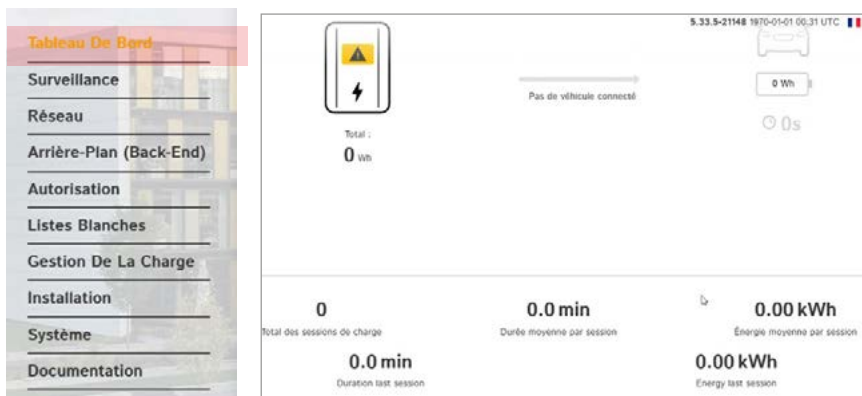 Tableau De Bord
Surveillance
Réseau
Arrière-Plan (Back-End)
Autorisation
Listes Blanches
Gestion De La Charge
Installation
Système
Documentation
5.33.5-21148 1970-01-01 00:31 UTC
Total :
0 Wh
Pas de véhicule connecté
0 Wh
0s
0
Total des sessions de charge
0.0 min
Durée moyenne par session
0.00 kWh
Énergie moyenne par session
0.0 min
Duration last session
0.00 kWh
Energy last session